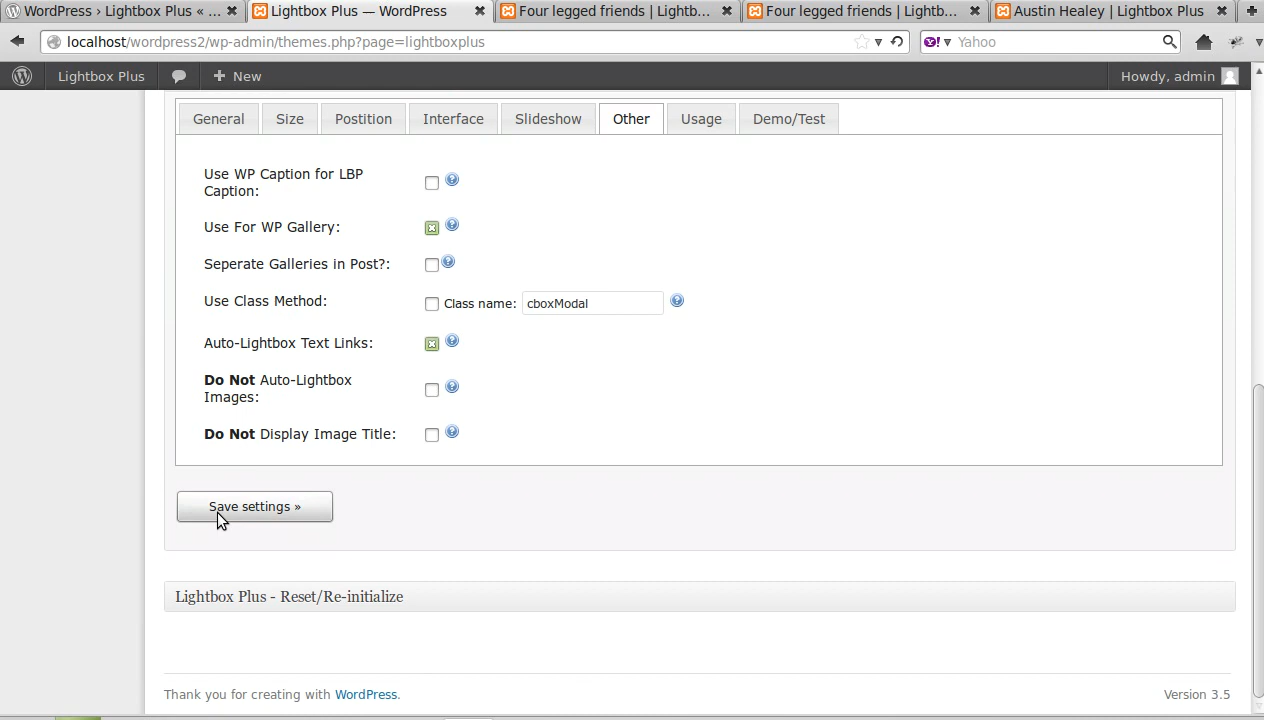 WordPress › Lightbox Plus « ...
Lightbox Plus — WordPress
Four legged friends | Lightb...
Four legged friends | Lightb...
Austin Healey | Lightbox Plus
localhost/wordpress2/wp-admin/themes.php?page=lightboxplus
Yahoo
Lightbox Plus
New
Howdy, admin
General
Size
Postition
Interface
Slideshow
Other
Usage
Demo/Test
Use WP Caption for LBP
Caption:
Use For WP Gallery:
Seperate Galleries in Post?:
Use Class Method:
Class name: cboxModal
Auto-Lightbox Text Links:
Do Not Auto-Lightbox
Images:
Do Not Display Image Title:
Save settings »
Lightbox Plus - Reset/Re-initialize
Thank you for creating with WordPress.
Version 3.5